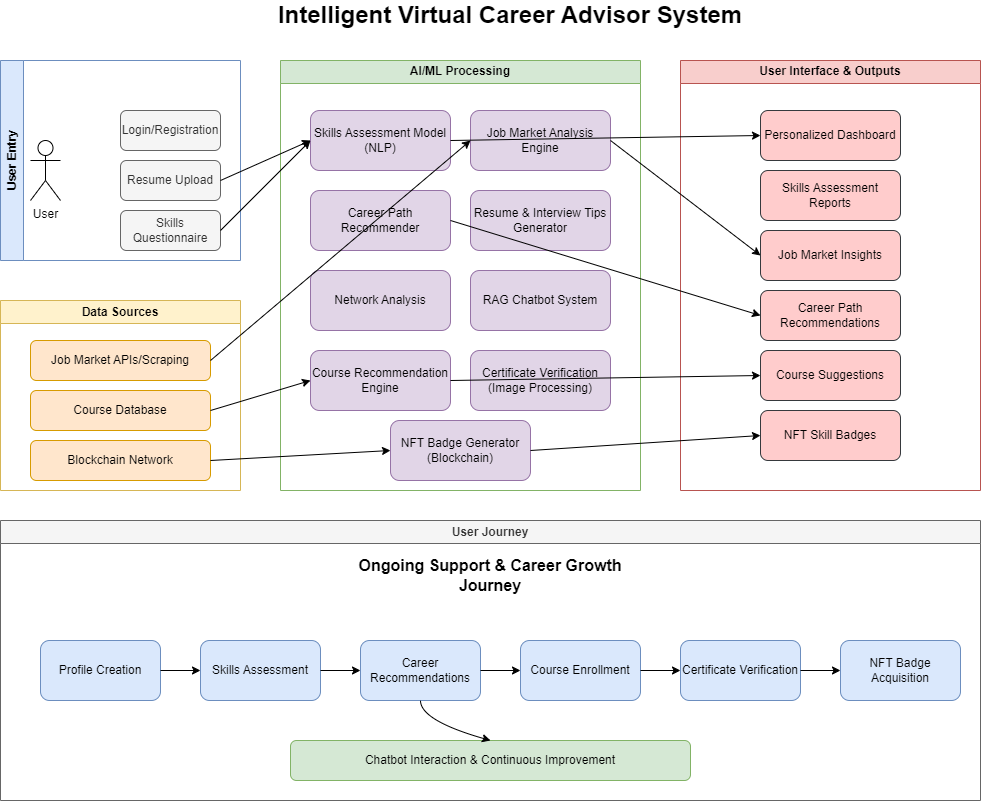 Intelligent Virtual Career Advisor System
User Entry
User
Login/Registration
Resume Upload
Skills
Questionnaire
Data Sources
Job Market APIs/Scraping
Course Database
Blockchain Network
AI/ML Processing
Skills Assessment Model
(NLP)
Job Market Analysis
Engine
Career Path
Recommender
Resume & Interview Tips
Generator
Network Analysis
RAG Chatbot System
Course Recommendation
Engine
Certificate Verification
(Image Processing)
NFT Badge Generator
(Blockchain)
User Interface & Outputs
Personalized Dashboard
Skills Assessment
Reports
Job Market Insights
Career Path
Recommendations
Course Suggestions
NFT Skill Badges
User Journey
Ongoing Support & Career Growth
Journey
Profile Creation
Skills Assessment
Career
Recommendations
Course Enrollment
Certificate Verification
NFT Badge
Acquisition
Chatbot Interaction & Continuous Improvement